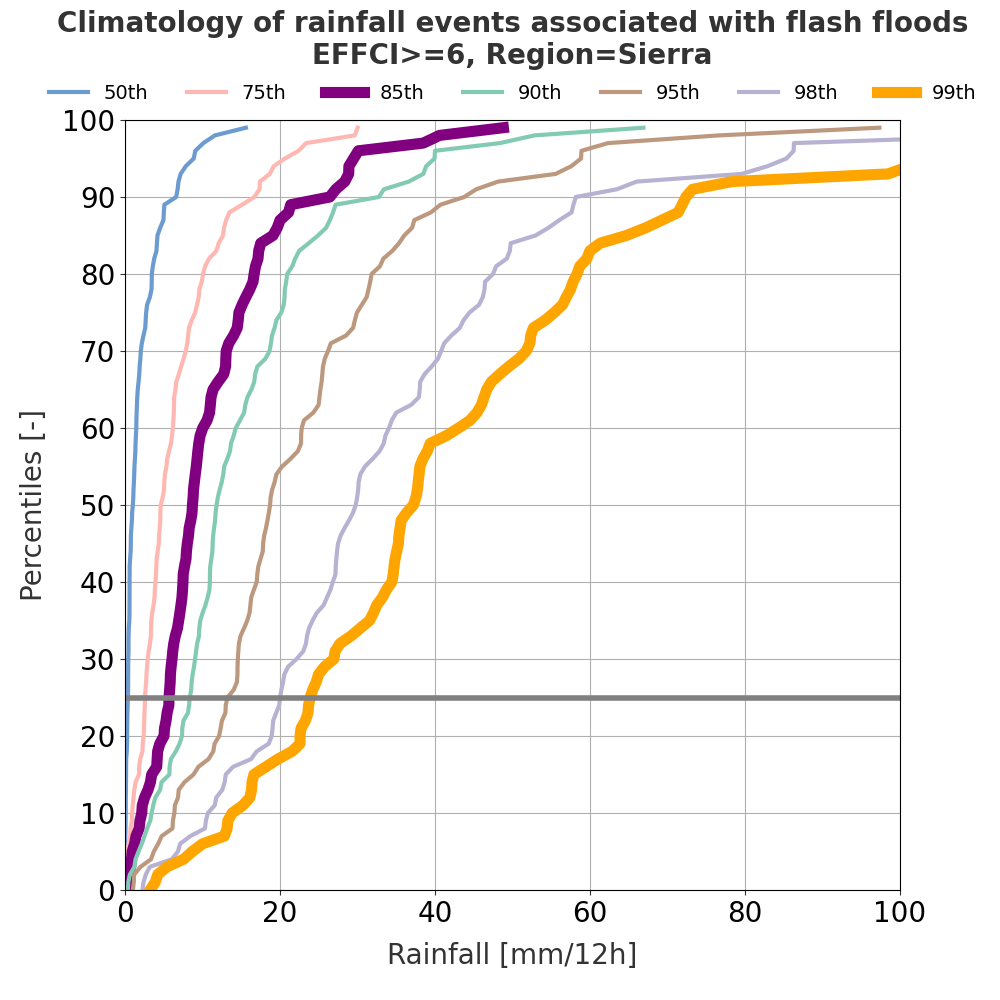 Climatology of rainfall events associated with flash floods
EFFCI>=6, Region=Sierra
50th 75th 85th 90th 95th 98th 99th
100
90
80
70
60
50
40
30
20
10
0
Percentiles [-]
0 20 40 60 80 100
Rainfall [mm/12h]